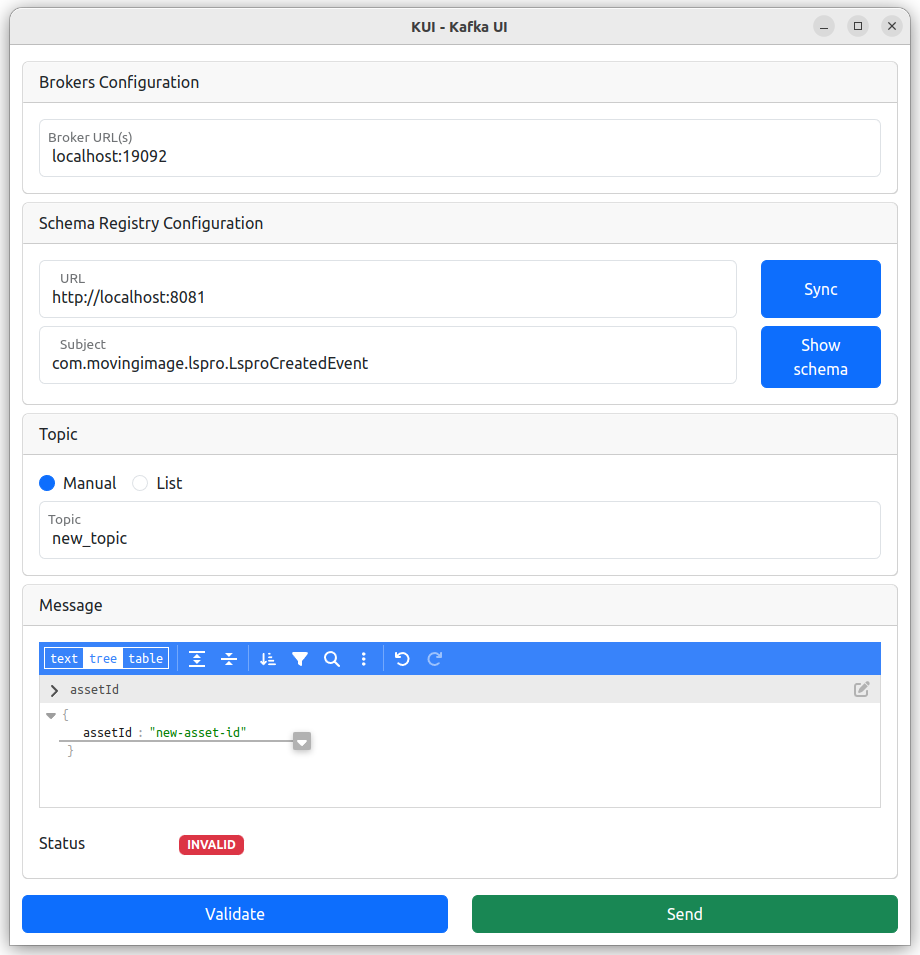 KUI - Kafka UI
Brokers Configuration
Broker URL(s)
localhost:19092
Schema Registry Configuration
URL
http://localhost:8081
Sync
Subject
com.movingimage.lspro.LsproCreatedEvent
Show
schema
Topic
Manual List
Topic
new_topic
Message
text tree table
assetId
{
assetId : "new-asset-id"
}
Status INVALID
Validate Send